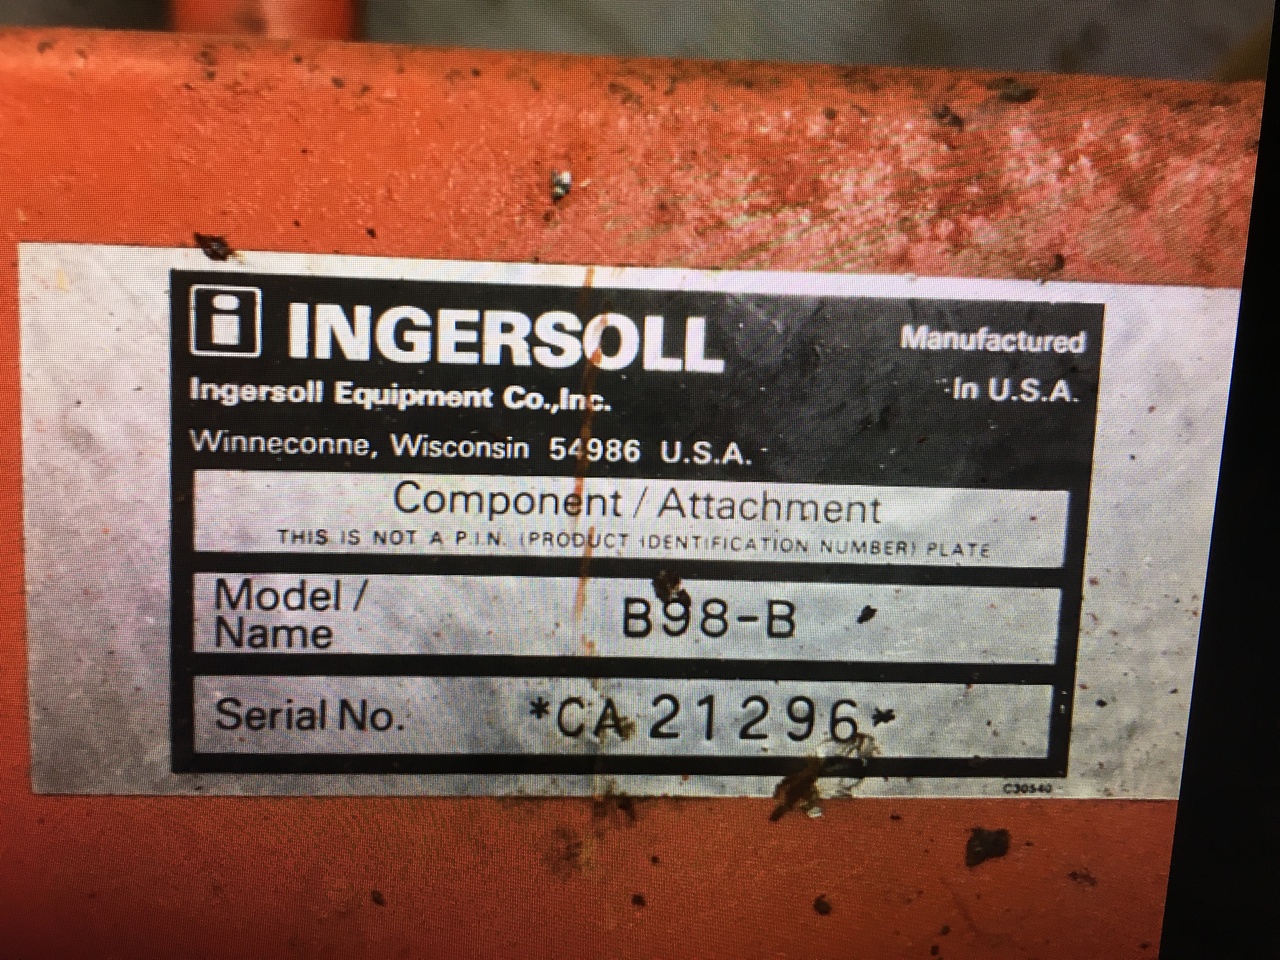 i INGERSOLL
Manufactured
In U.S.A.
Ingersoll Equipment Co.,Inc.
Winneconne, Wisconsin 54986 U.S.A.
Component / Attachment
THIS IS NOT A P.I.N. (PRODUCT IDENTIFICATION NUMBER) PLATE
Model /
Name
B98-B
Serial No. *CA 21296*
C30540